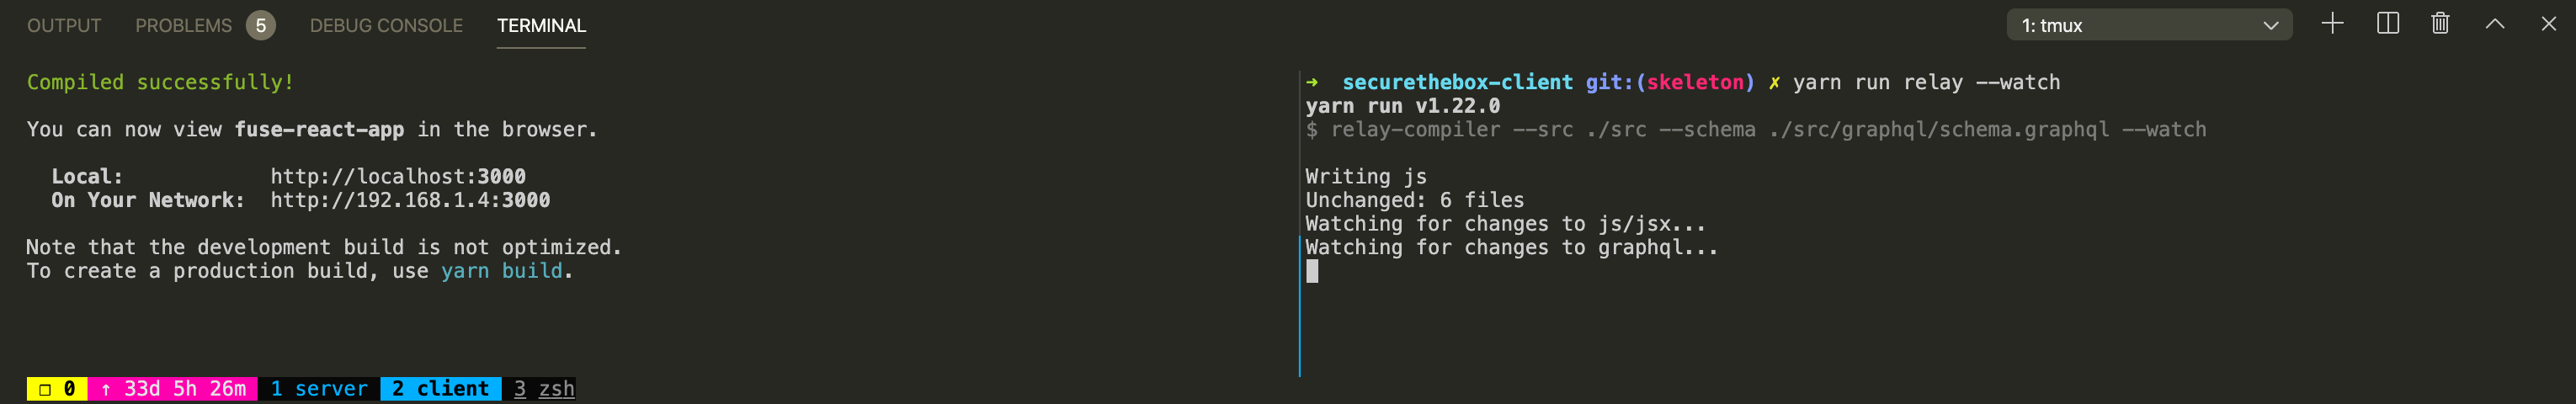 OUTPUT PROBLEMS 5 DEBUG CONSOLE TERMINAL 1: tmux
Compiled successfully!
You can now view fuse-react-app in the browser.
Local: http://localhost:3000
On Your Network: http://192.168.1.4:3000
Note that the development build is not optimized.
To create a production build, use yarn build.
➜ securethebox-client git:(skeleton) ✗ yarn run relay --watch
yarn run v1.22.0
$ relay-compiler --src ./src --schema ./src/graphql/schema.graphql --watch
Writing js
Unchanged: 6 files
Watching for changes to js/jsx...
Watching for changes to graphql...
❐ 0 ↑ 33d 5h 26m 1 server 2 client 3 zsh